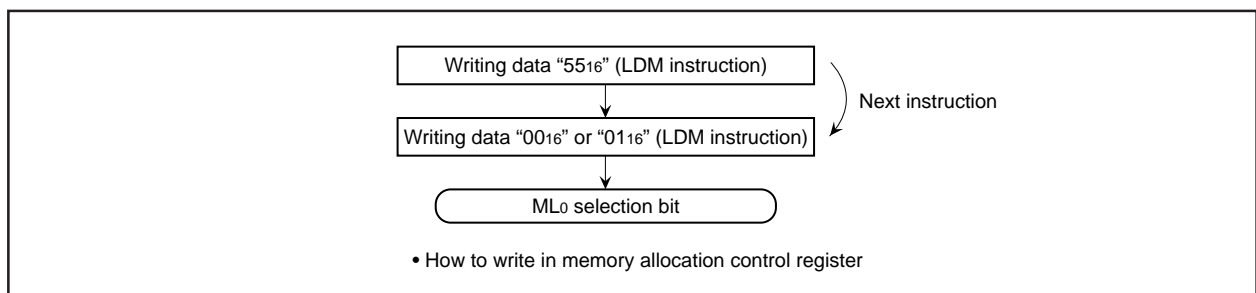 Writing data “5516” (LDM instruction)
Next instruction
Writing data “0016” or “0116” (LDM instruction)
ML0 selection bit
• How to write in memory allocation control register